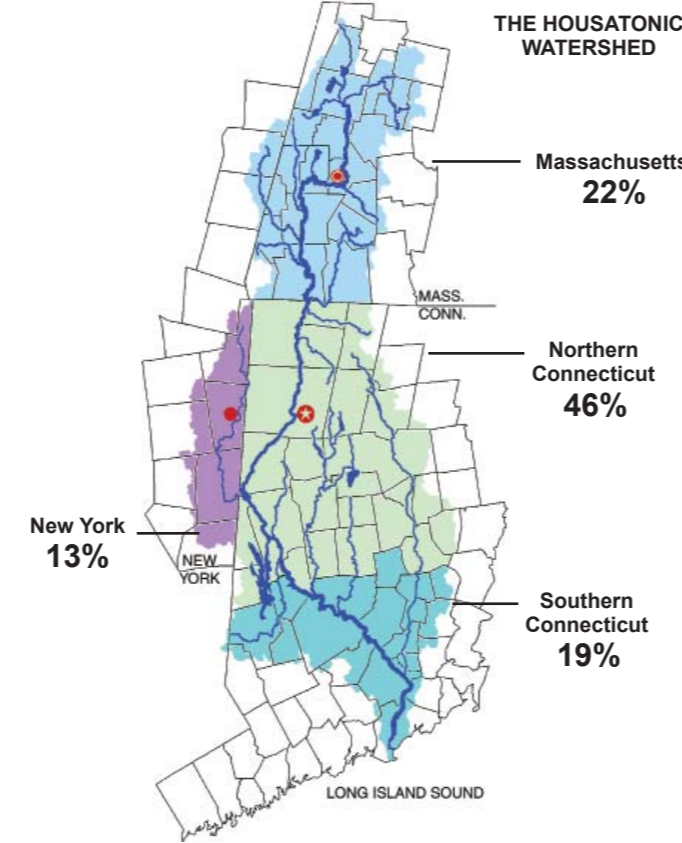 THE HOUSATONIC
WATERSHED
Massachusetts
22%
MASS.
CONN.
Northern
Connecticut
46%
New York
13%
NEW
YORK
Southern
Connecticut
19%
LONG ISLAND SOUND